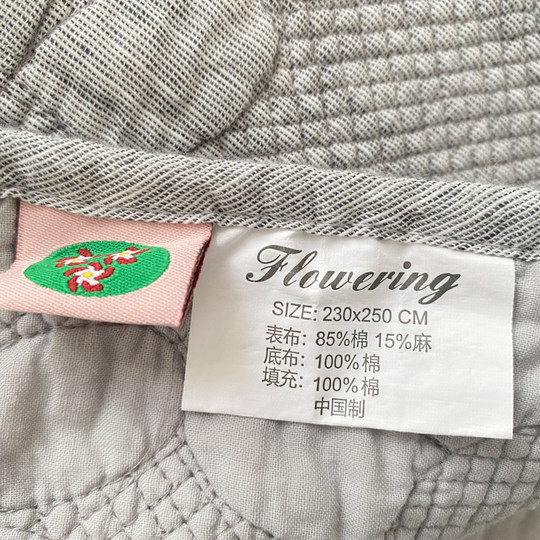 Flowering
SIZE: 230x250 CM
表布: 85%棉 15%麻
底布: 100%棉
填充: 100%棉
中国制